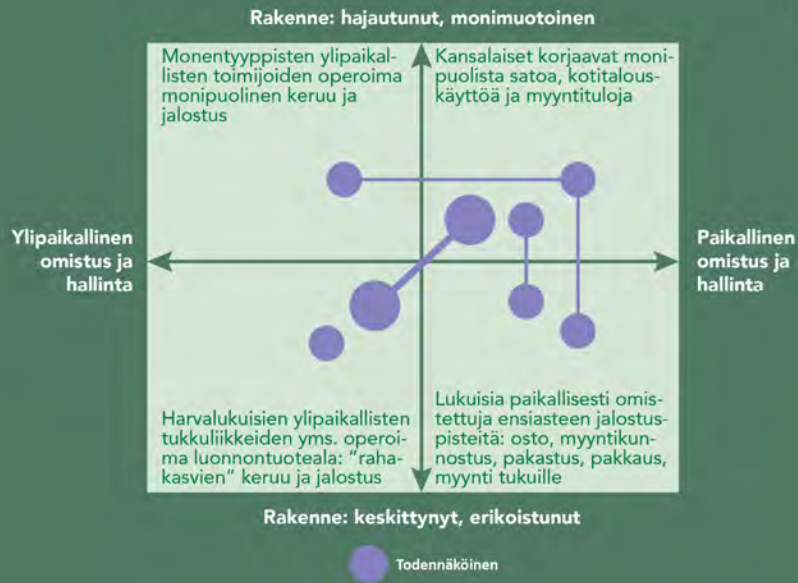 Rakenne: hajautunut, monimuotoinen
Monentyyppisten ylipaikal-
listen toimijoiden operoima
monipuolinen keruu ja
jalostus
Kansalaiset korjaavat moni-
puolista satoa, kotitalous-
käyttöä ja myyntituloja
Ylipaikallinen
omistus ja
hallinta
Paikallinen
omistus ja
hallinta
Harvalukuisien ylipaikallisten
tukkuliikkeiden yms. operoi-
ma luonnontuoteala: "raha-
kasvien" keruu ja jalostus
Lukuisia paikallisesti omis-
tettuja ensiasteen jalostus-
pisteitä: osto, myyntikun-
nostus, pakastus, pakkaus,
myynti tukuille
Rakenne: keskittynyt, erikoistunut
Todennäköinen